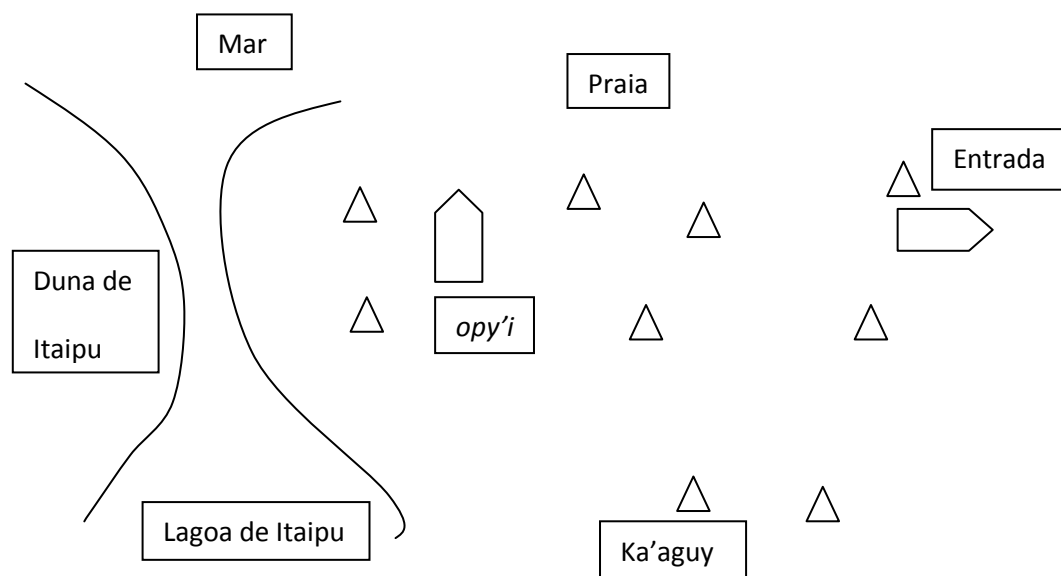 Mar
Praia
Entrada
Duna de
Itaipu
opy’i
Lagoa de Itaipu
Ka’aguy